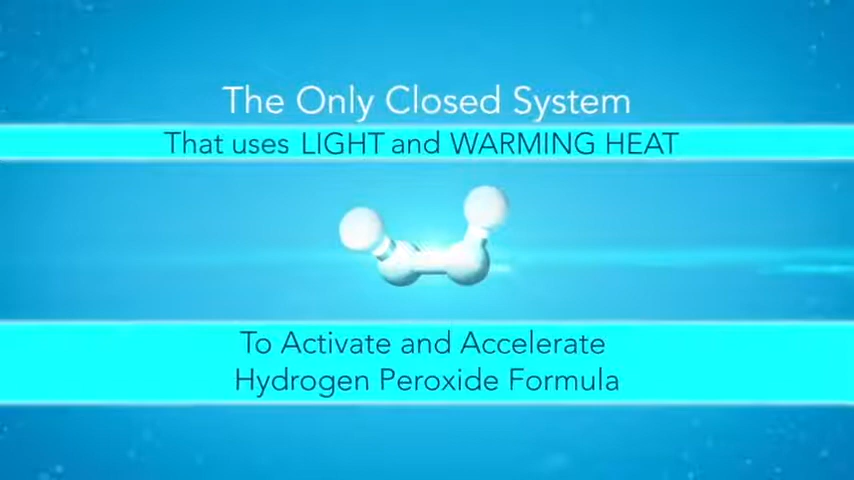 The Only Closed System
That uses LIGHT and WARMING HEAT
To Activate and Accelerate
Hydrogen Peroxide Formula